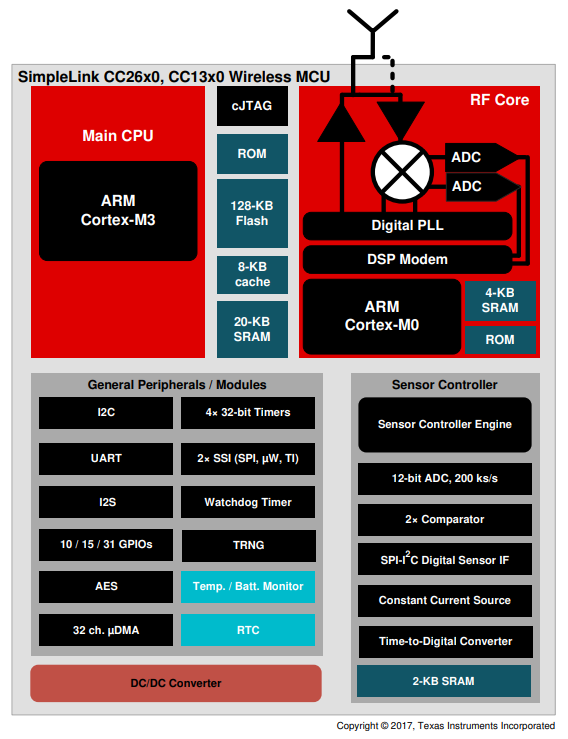 SimpleLink CC26x0, CC13x0 Wireless MCU
Main CPU
ARM
Cortex-M3
cJTAG
ROM
128-KB
Flash
8-KB
cache
20-KB
SRAM
RF Core
ADC
ADC
Digital PLL
DSP Modem
ARM
Cortex-M0
4-KB
SRAM
ROM
General Peripherals / Modules
I2C
4× 32-bit Timers
UART
2× SSI (SPI, µW, TI)
I2S
Watchdog Timer
10 / 15 / 31 GPIOs
TRNG
AES
Temp. / Batt. Monitor
32 ch. µDMA
RTC
DC/DC Converter
Sensor Controller
Sensor Controller Engine
12-bit ADC, 200 ks/s
2× Comparator
SPI-I²C Digital Sensor IF
Constant Current Source
Time-to-Digital Converter
2-KB SRAM
Copyright © 2017, Texas Instruments Incorporated